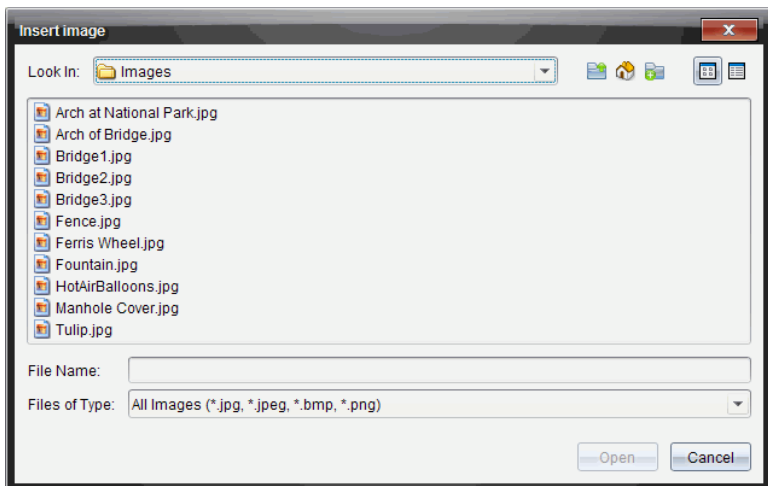 Insert image
Look In: Images
Arch at National Park.jpg
Arch of Bridge.jpg
Bridge1.jpg
Bridge2.jpg
Bridge3.jpg
Fence.jpg
Ferris Wheel.jpg
Fountain.jpg
HotAirBalloons.jpg
Manhole Cover.jpg
Tulip.jpg
File Name:
Files of Type: All Images (*.jpg, *.jpeg, *.bmp, *.png)
Open Cancel